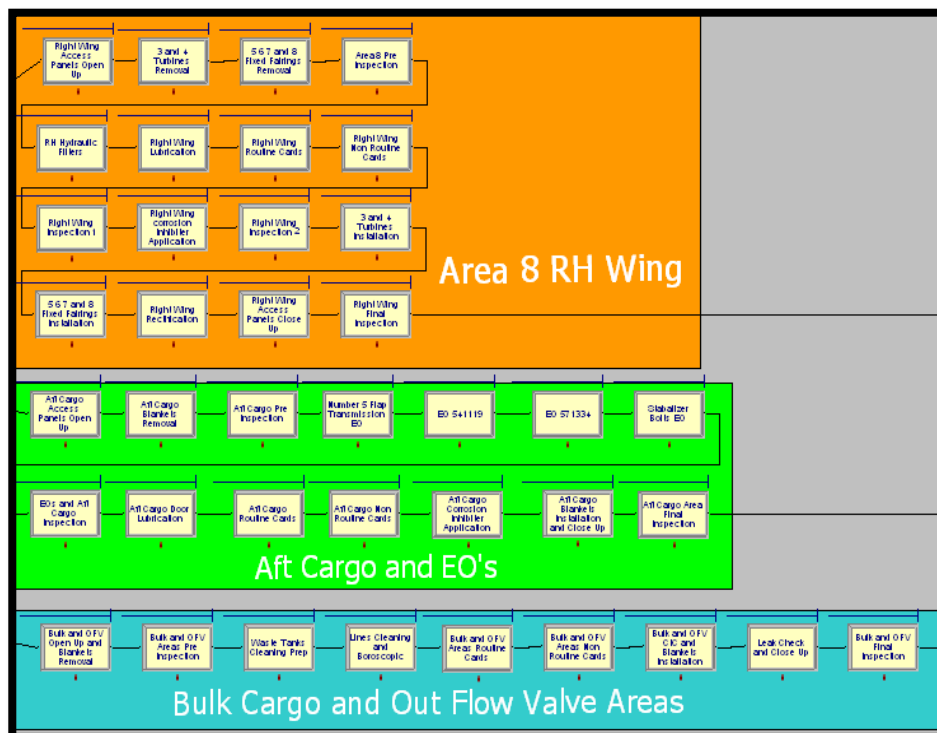 Right Wing
Access
Panels Open
Up
3 and 4
Turbines
Removal
5 6 7 and 8
Fixed Fairings
Removal
Area 8 Pre
Inspection
RH Hydraulic
Filters
Right Wing
Lubrication
Right Wing
Routine Cards
Right Wing
Non Routine
Cards
Right Wing
Inspection 1
Right Wing
corrosion
Inhibiter
Application
Right Wing
Inspection 2
3 and 4
Turbines
Installation
Area 8 RH Wing
5 6 7 and 8
Fixed Fairings
Installation
Right Wing
Rectification
Right Wing
Access
Panels Close
Up
Right Wing
Final
Inspection
Aft Cargo
Access
Panels Open
Up
Aft Cargo
Blankets
Removal
Aft Cargo Pre
Inspection
Number 5 Flap
Transmission
EO
EO 541119
EO 571334
Stabalizer
Bolts EO
EOs and Aft
Cargo
Inspection
Aft Cargo Door
Lubrication
Aft Cargo
Routine Cards
Aft Cargo Non
Routine Cards
Aft Cargo
Corrosion
Inhibiter
Application
Aft Cargo
Blankets
Installation
and Close Up
Aft Cargo Area
Final
Inspection
Aft Cargo and EO's
Bulk and OFV
Open Up and
Blankets
Removal
Bulk and OFV
Areas Pre
Inspection
Waste Tanks
Cleaning Prep
Lines Cleaning
and
Boroscopic
Bulk and OFV
Areas Routine
Cards
Bulk and OFV
Areas Non
Routine Cards
Bulk and OFV
CIC and
Blankets
Installation
Leak Check
and Close Up
Bulk and OFV
Final
Inspection
Bulk Cargo and Out Flow Valve Areas